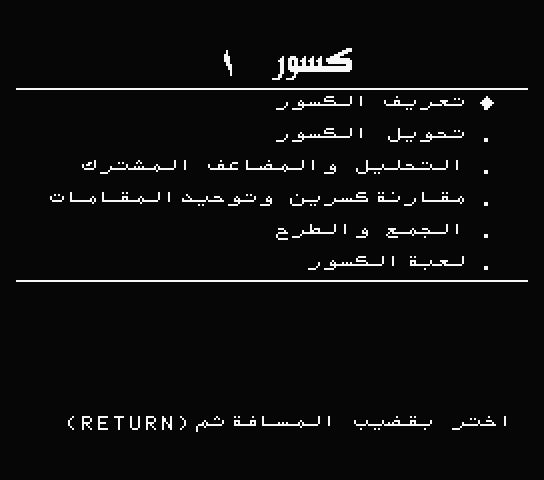 كسور ١
تعريف الكسور
تحويل الكسور
التحليل والمضاعف المشترك
مقارنة كسرين وتوحيد المقامات
الجمع والطرح
لعبة الكسور
اختر بقضيب المسافة ثم (RETURN)